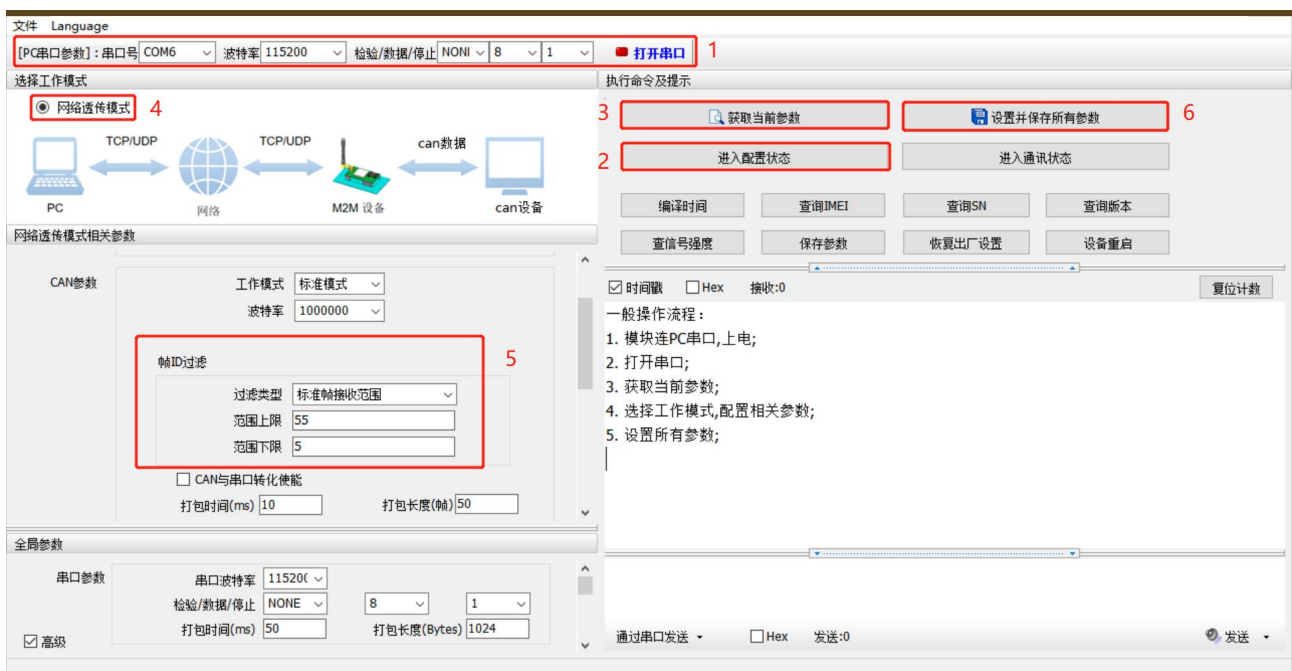 文件 Language
[PC串口参数]：串口号 COM6 波特率 115200 检验/数据/停止 NONI 8 1 打开串口 1
选择工作模式
网络透传模式 4
TCP/UDP TCP/UDP can数据
PC 网络 M2M 设备 can设备
网络透传模式相关参数
CAN参数 工作模式 标准模式
波特率 1000000
帧ID过滤 5
过滤类型 标准帧接收范围
范围上限 55
范围下限 5
CAN与串口转化使能
打包时间(ms) 10 打包长度(帧) 50
全局参数
串口参数 串口波特率 11520(
检验/数据/停止 NONE 8 1
打包时间(ms) 50 打包长度(Bytes) 1024
高级
执行命令及提示
3 获取当前参数 设置并保存所有参数 6
2 进入配置状态 进入通讯状态
编译时间 查询IMEI 查询SN 查询版本
查信号强度 保存参数 恢复出厂设置 设备重启
时间戳 Hex 接收:0 复位计数
一般操作流程：
1. 模块连PC串口,上电;
2. 打开串口;
3. 获取当前参数;
4. 选择工作模式,配置相关参数;
5. 设置所有参数;
通过串口发送 Hex 发送:0 发送